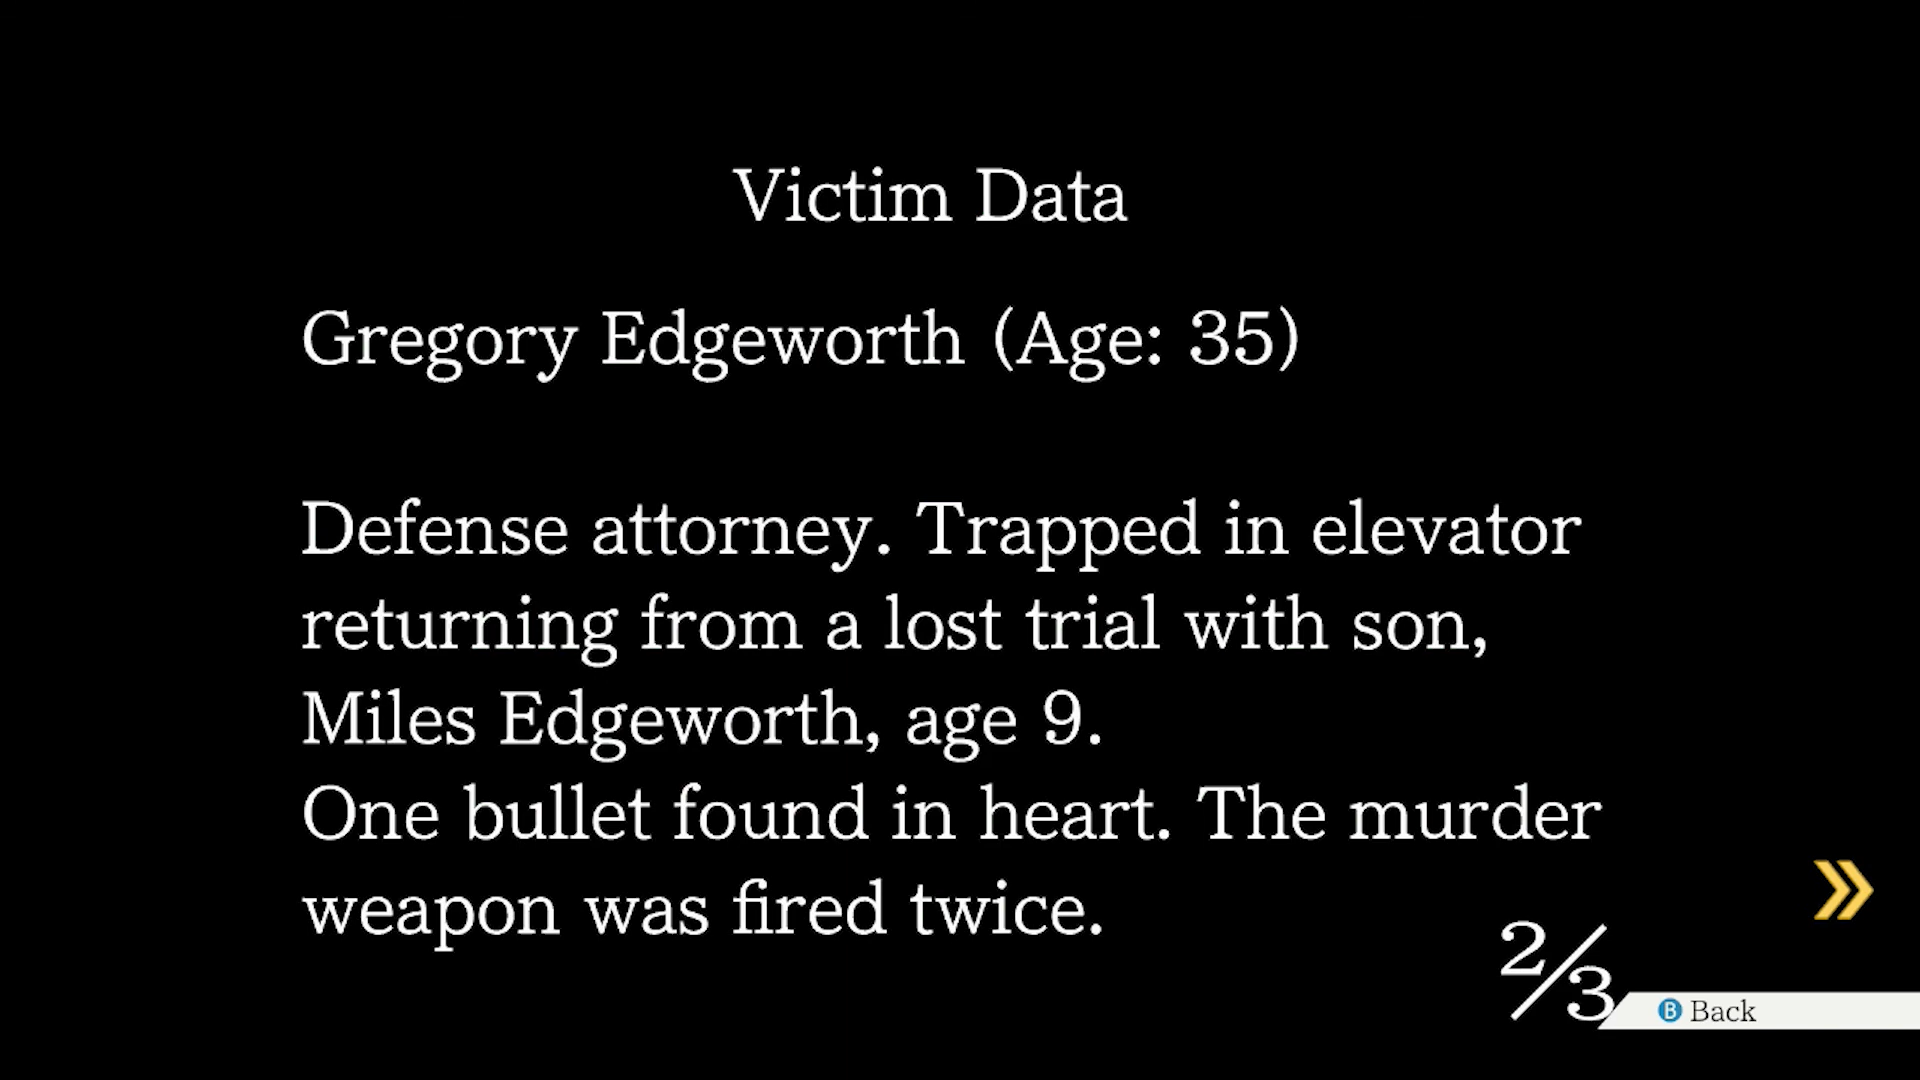 Victim Data
Gregory Edgeworth (Age: 35)
Defense attorney. Trapped in elevator
returning from a lost trial with son,
Miles Edgeworth, age 9.
One bullet found in heart. The murder
weapon was fired twice.
2/3
B Back